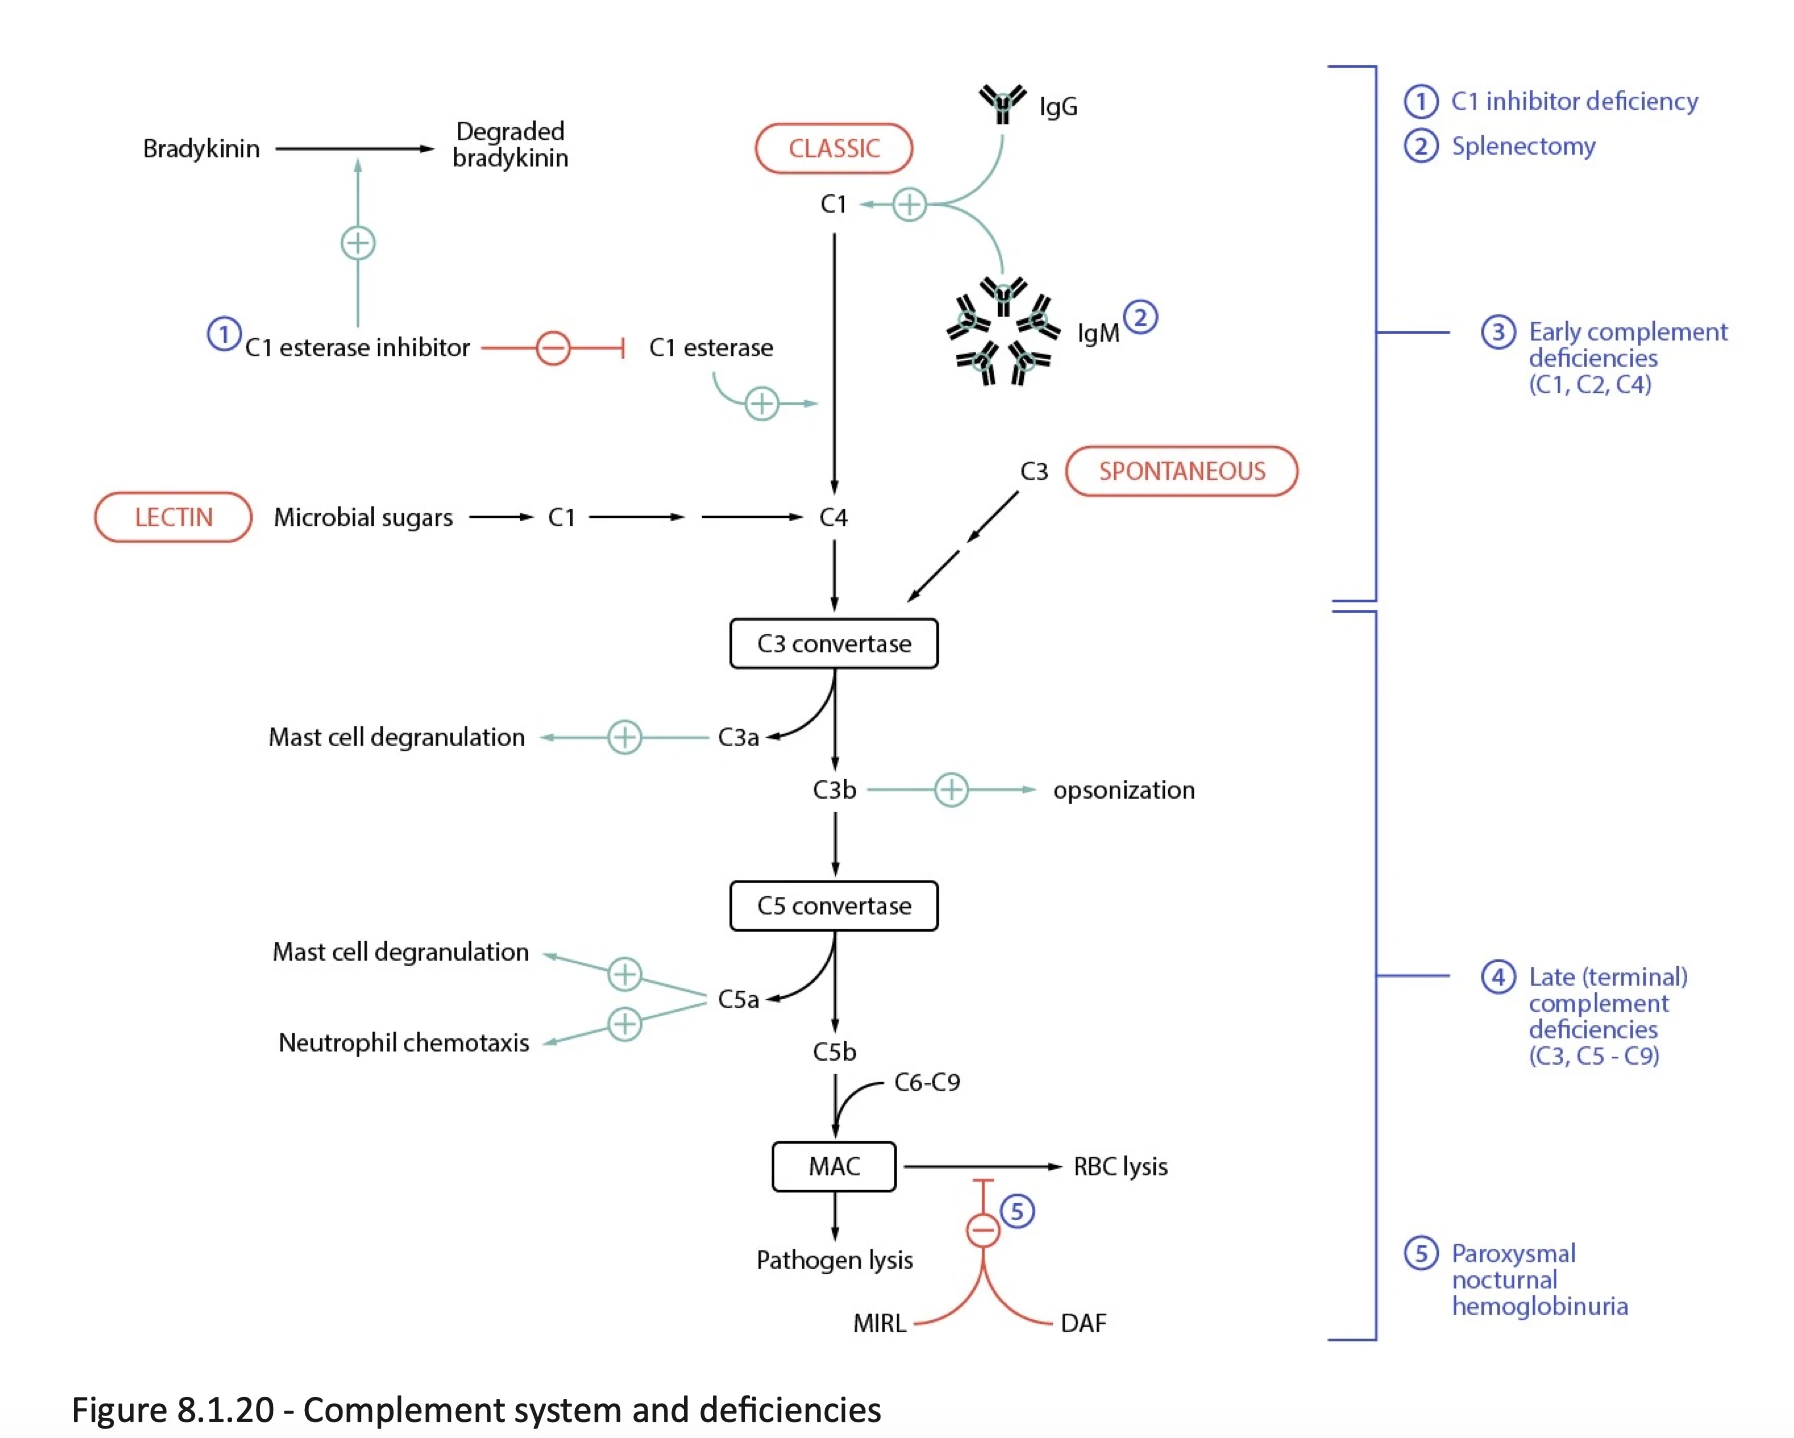 IgG
CLASSIC
Bradykinin
Degraded
bradykinin
C1
1 C1 inhibitor deficiency
2 Splenectomy
1
C1 esterase inhibitor
C1 esterase
IgM
2
3 Early complement
deficiencies
(C1, C2, C4)
C3
SPONTANEOUS
LECTIN
Microbial sugars
C1
C4
C3 convertase
Mast cell degranulation
C3a
C3b
opsonization
C5 convertase
Mast cell degranulation
C5a
Neutrophil chemotaxis
C5b
C6-C9
4 Late (terminal)
complement
deficiencies
(C3, C5 - C9)
MAC
RBC lysis
5
Pathogen lysis
MIRL
DAF
5 Paroxysmal
nocturnal
hemoglobinuria
Figure 8.1.20 - Complement system and deficiencies